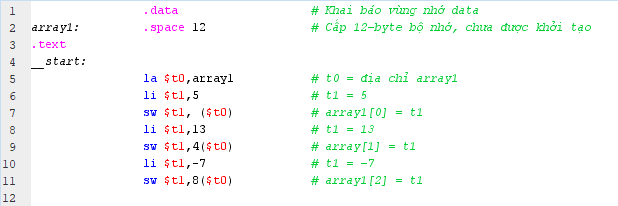 1 .data # Khai báo vùng nhớ data
2 array1: .space 12 # Cấp 12-byte bộ nhớ, chưa được khởi tạo
3 .text
4 __start:
5 la $t0,array1 # t0 = địa chỉ array1
6 li $t1,5 # t1 = 5
7 sw $t1, ($t0) # array1[0] = t1
8 li $t1,13 # t1 = 13
9 sw $t1,4($t0) # array[1] = t1
10 li $t1,-7 # t1 = -7
11 sw $t1,8($t0) # array1[2] = t1
12